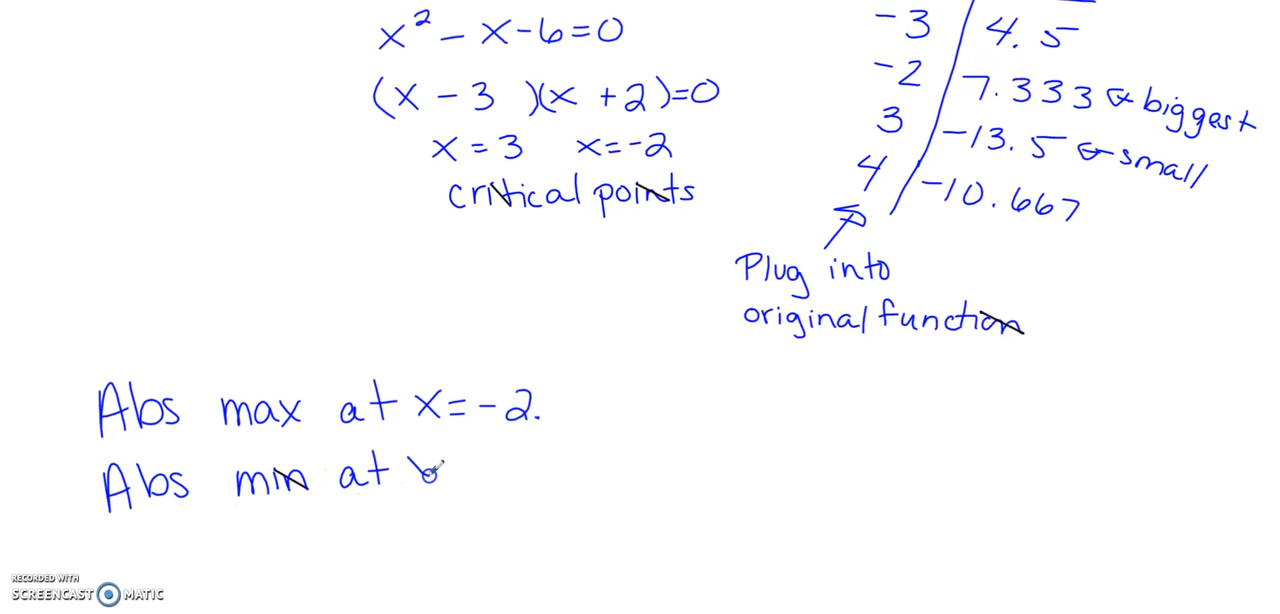 x² - x - 6 = 0
(x - 3 )(x + 2) = 0
x = 3 x = -2
critical points
-3 4.5
-2 7.333 ← biggest
3 -13.5 ← small
4 -10.667
Plug into
original function
Abs max at x = -2.
Abs min at
RECORDED WITH
SCREENCAST MATIC